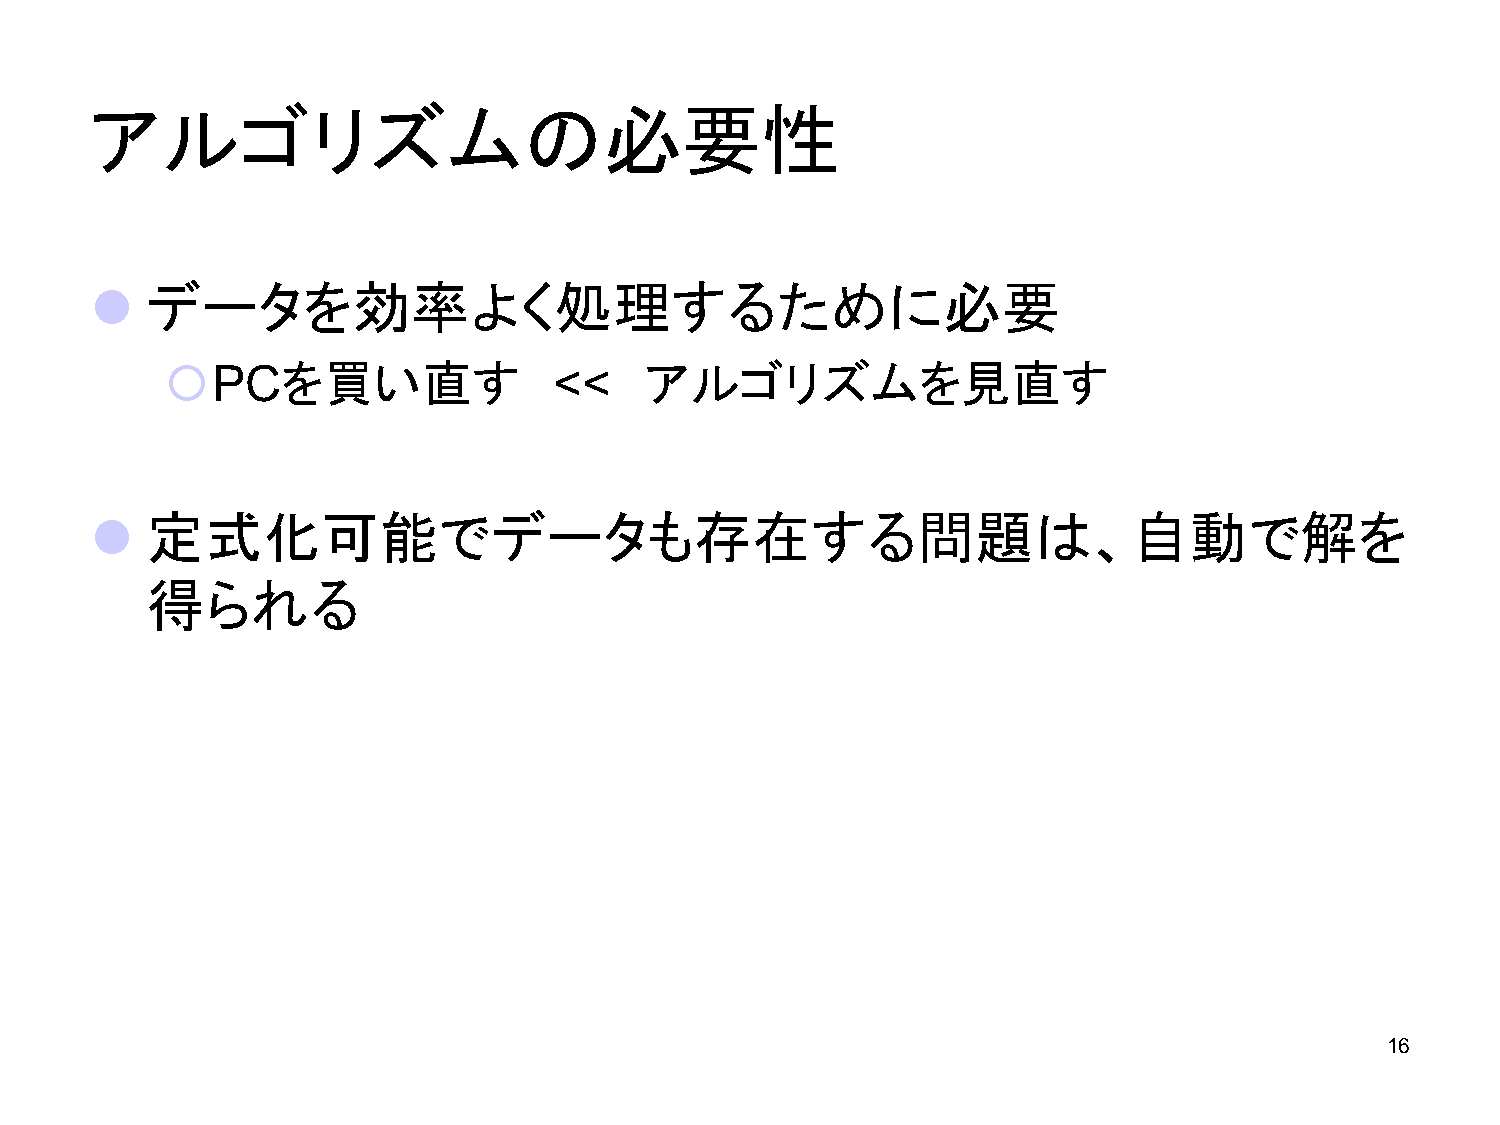 アルゴリズムの必要性
● データを効率よく処理するために必要
○PCを買い直す　<<　アルゴリズムを見直す
● 定式化可能でデータも存在する問題は、自動で解を
得られる
16